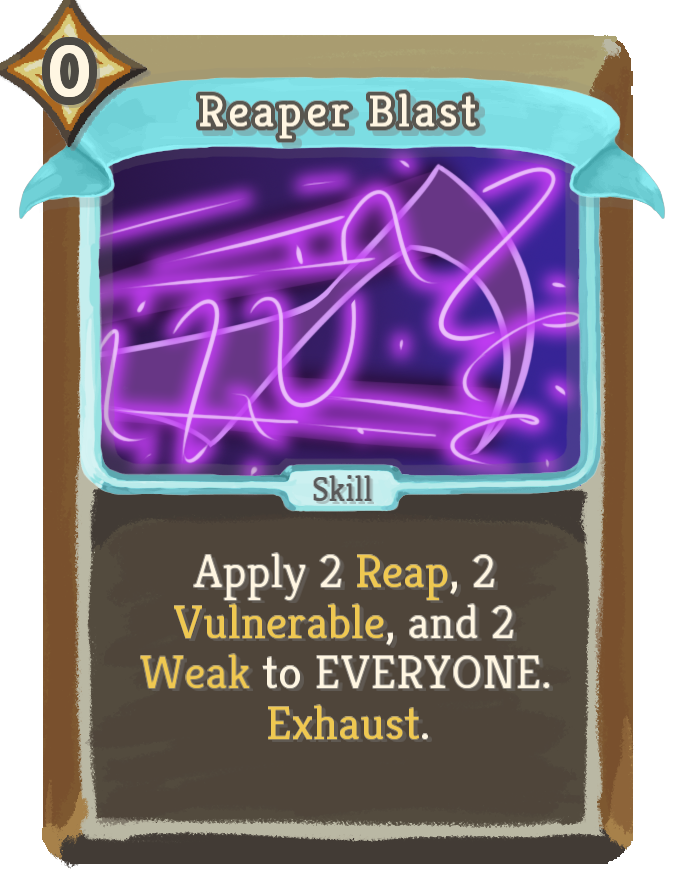 0
Reaper Blast
Skill
Apply 2 Reap, 2
Vulnerable, and 2
Weak to EVERYONE.
Exhaust.